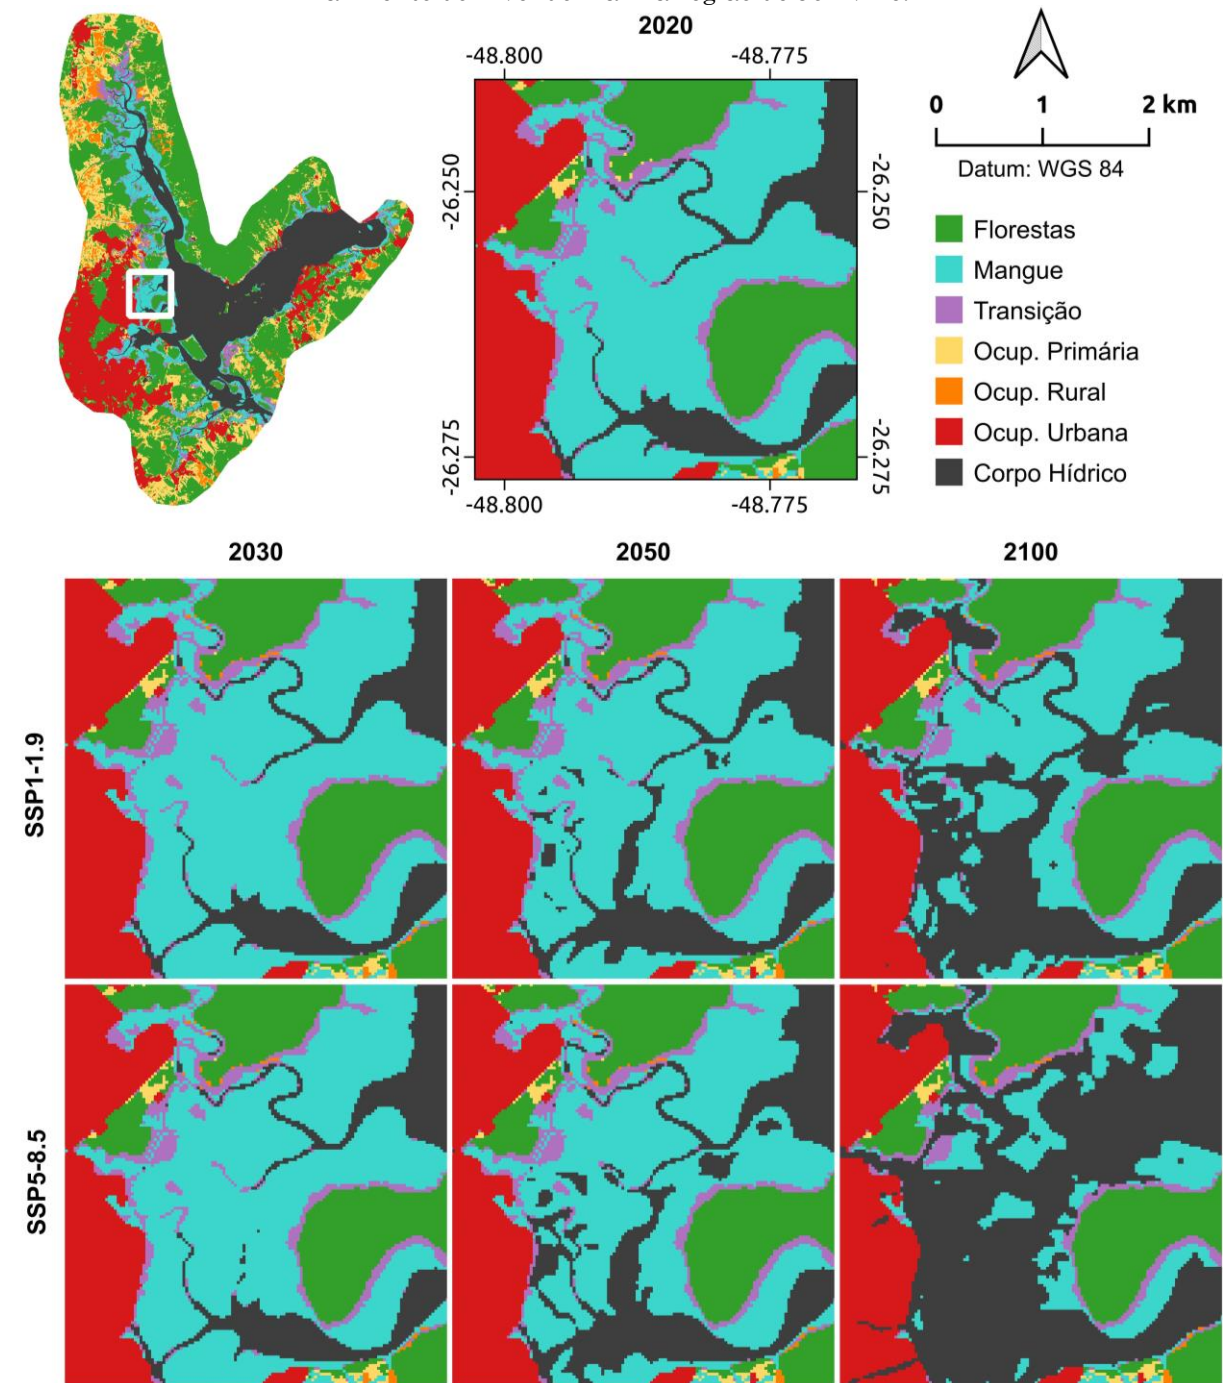 2020
-48.800 -48.775
-26.250 -26.250
-26.275 -26.275
-48.800 -48.775
0 1 2 km
Datum: WGS 84
Florestas
Mangue
Transição
Ocup. Primária
Ocup. Rural
Ocup. Urbana
Corpo Hídrico
2030 2050 2100
SSP1-1.9
SSP5-8.5